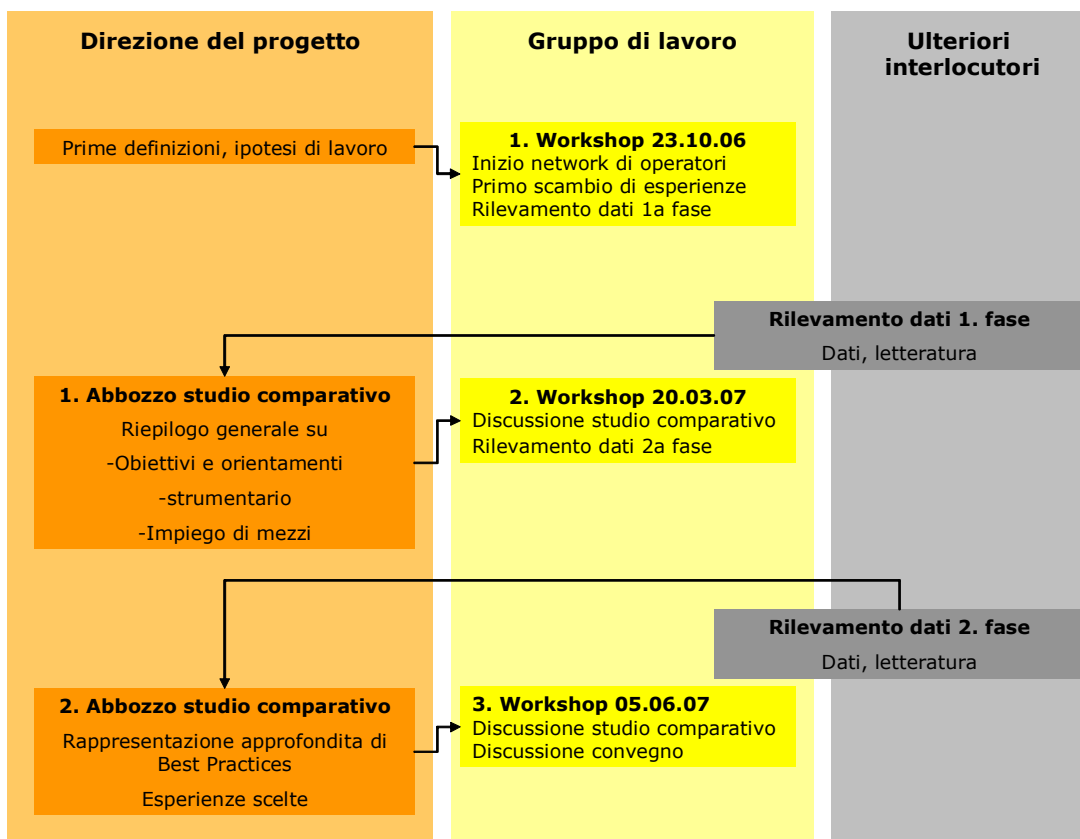 Direzione del progetto
Gruppo di lavoro
Ulteriori
interlocutori
Prime definizioni, ipotesi di lavoro
1. Workshop 23.10.06
Inizio network di operatori
Primo scambio di esperienze
Rilevamento dati 1a fase
Rilevamento dati 1. fase
Dati, letteratura
1. Abbozzo studio comparativo
Riepilogo generale su
-Obiettivi e orientamenti
-strumentario
-Impiego di mezzi
2. Workshop 20.03.07
Discussione studio comparativo
Rilevamento dati 2a fase
Rilevamento dati 2. fase
Dati, letteratura
2. Abbozzo studio comparativo
Rappresentazione approfondita di
Best Practices
Esperienze scelte
3. Workshop 05.06.07
Discussione studio comparativo
Discussione convegno